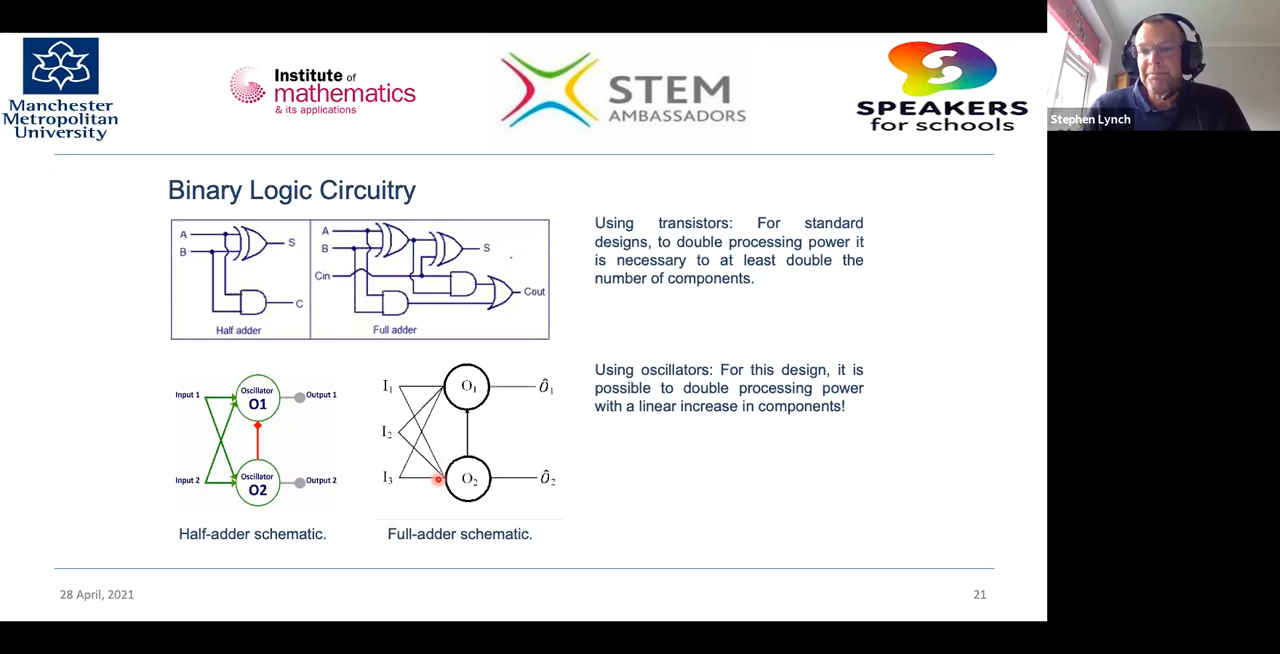 Manchester
Metropolitan
University
Institute of
mathematics
& its applications
STEM
AMBASSADORS
SPEAKERS
for schools
Stephen Lynch
Binary Logic Circuitry
A
B
S
C
Half adder
A
B
Cin
S
Cout
Full adder
Using transistors: For standard
designs, to double processing power it
is necessary to at least double the
number of components.
Input 1
Oscillator
O1
Output 1
Input 2
Oscillator
O2
Output 2
Half-adder schematic.
I₁
I₂
I₃
O₁
O₂
Ô₁
Ô₂
Full-adder schematic.
Using oscillators: For this design, it is
possible to double processing power
with a linear increase in components!
28 April, 2021
21